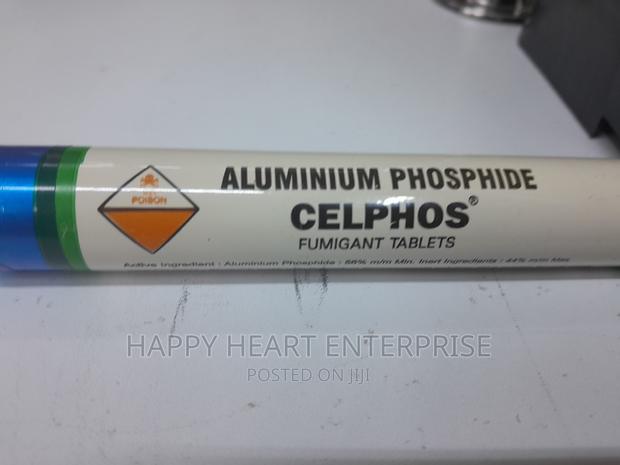 ALUMINIUM PHOSPHIDE
POISON
CELPHOS®
FUMIGANT TABLETS
Active Ingredient : Aluminium Phosphide : 56% m/m Min. Inert Ingredients : 44% m/m Max
HAPPY HEART ENTERPRISE
POSTED ON JIJI